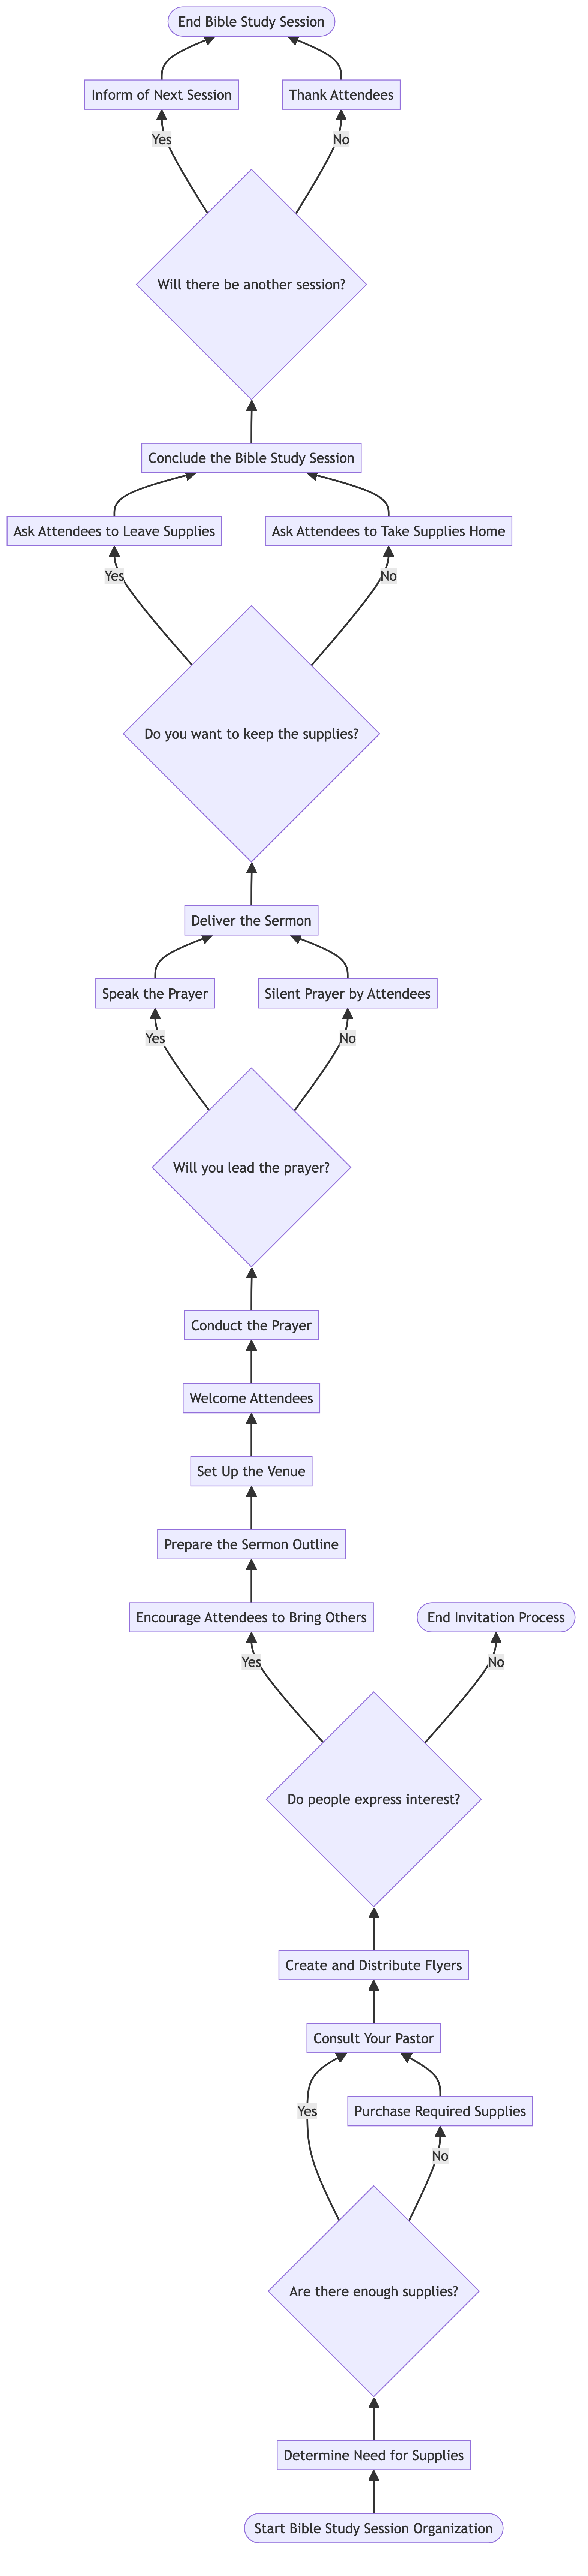 End Bible Study Session
Inform of Next Session
Thank Attendees
Yes
No
Will there be another session?
Conclude the Bible Study Session
Ask Attendees to Leave Supplies
Ask Attendees to Take Supplies Home
Yes
No
Do you want to keep the supplies?
Deliver the Sermon
Speak the Prayer
Silent Prayer by Attendees
Yes
No
Will you lead the prayer?
Conduct the Prayer
Welcome Attendees
Set Up the Venue
Prepare the Sermon Outline
Encourage Attendees to Bring Others
End Invitation Process
Yes
No
Do people express interest?
Create and Distribute Flyers
Consult Your Pastor
Yes
Purchase Required Supplies
No
Are there enough supplies?
Determine Need for Supplies
Start Bible Study Session Organization